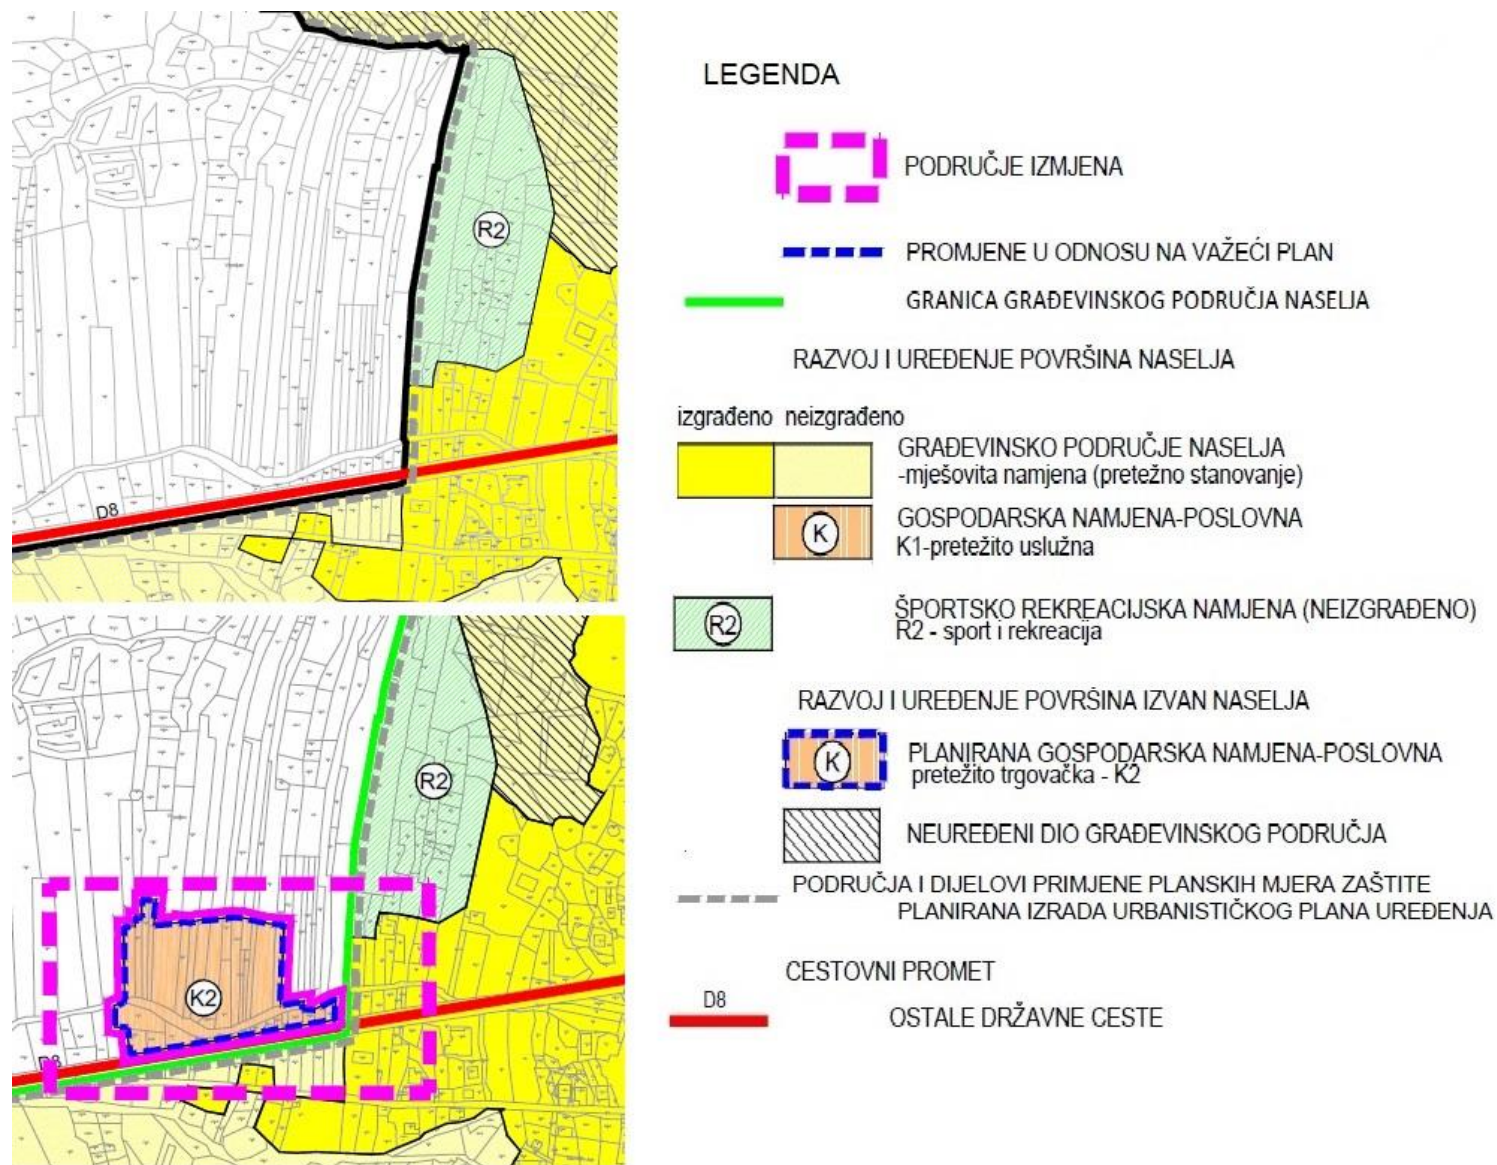 R2
D8
R2
K2
D8
LEGENDA
PODRUČJE IZMJENA
PROMJENE U ODNOSU NA VAŽEĆI PLAN
GRANICA GRAĐEVINSKOG PODRUČJA NASELJA
RAZVOJ I UREĐENJE POVRŠINA NASELJA
izgrađeno neizgrađeno
GRAĐEVINSKO PODRUČJE NASELJA
-mješovita namjena (pretežno stanovanje)
K
GOSPODARSKA NAMJENA-POSLOVNA
K1-pretežito uslužna
R2
ŠPORTSKO REKREACIJSKA NAMJENA (NEIZGRAĐENO)
R2 - sport i rekreacija
RAZVOJ I UREĐENJE POVRŠINA IZVAN NASELJA
K
PLANIRANA GOSPODARSKA NAMJENA-POSLOVNA
pretežito trgovačka - K2
NEUREĐENI DIO GRAĐEVINSKOG PODRUČJA
PODRUČJA I DIJELOVI PRIMJENE PLANSKIH MJERA ZAŠTITE
PLANIRANA IZRADA URBANISTIČKOG PLANA UREĐENJA
CESTOVNI PROMET
D8
OSTALE DRŽAVNE CESTE